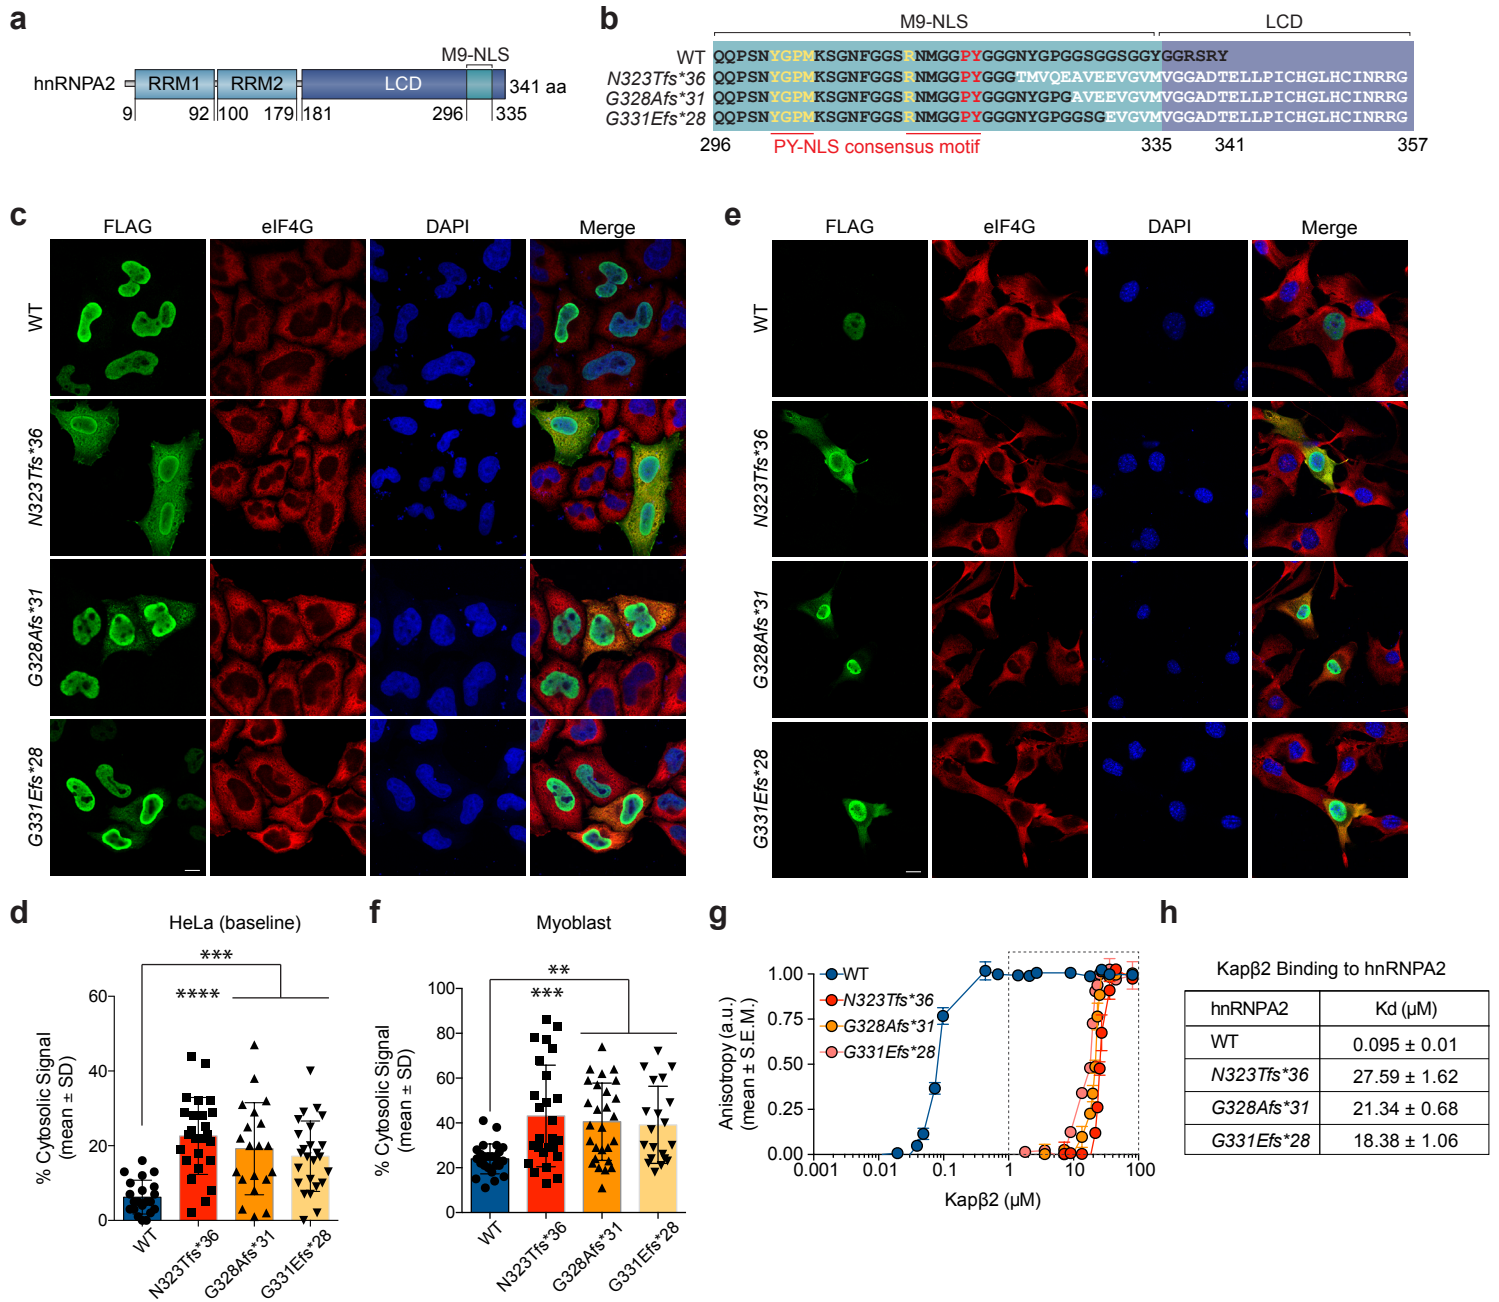 a
M9-NLS
hnRNPA2 RRM1 RRM2 LCD 341 aa
9 92 100 179 181 296 335
b
M9-NLS LCD
WT QQPSNYGPMKSGNFGGSRNMGGPYGGGNYGPGGSGGSGGYGGRSRY
N323Tfs*36 QQPSNYGPMKSGNFGGSRNMGGPYGGGTMVQEAVEEVGVMVGGADTELLPICHGLHCINRRG
G328Afs*31 QQPSNYGPMKSGNFGGSRNMGGPYGGGNYGPGAVEEVGVMVGGADTELLPICHGLHCINRRG
G331Efs*28 QQPSNYGPMKSGNFGGSRNMGGPYGGGNYGPGGSGEVGVMVGGADTELLPICHGLHCINRRG
296 PY-NLS consensus motif 335 341 357
c
FLAG eIF4G DAPI Merge
WT
N323Tfs*36
G328Afs*31
G331Efs*28
e
FLAG eIF4G DAPI Merge
WT
N323Tfs*36
G328Afs*31
G331Efs*28
d
HeLa (baseline)
% Cytosolic Signal
(mean ± SD)
60
40
20
0
***
****
WT N323Tfs*36 G328Afs*31 G331Efs*28
f
Myoblast
% Cytosolic Signal
(mean ± SD)
100
80
60
40
20
0
**
***
WT N323Tfs*36 G328Afs*31 G331Efs*28
g
Anisotropy (a.u.)
(mean ± S.E.M.)
1.00
0.75
0.50
0.25
0.00
WT
N323Tfs*36
G328Afs*31
G331Efs*28
0.001 0.01 0.1 1 10 100
Kapβ2 (µM)
h
Kapβ2 Binding to hnRNPA2
hnRNPA2 Kd (µM)
WT 0.095 ± 0.01
N323Tfs*36 27.59 ± 1.62
G328Afs*31 21.34 ± 0.68
G331Efs*28 18.38 ± 1.06